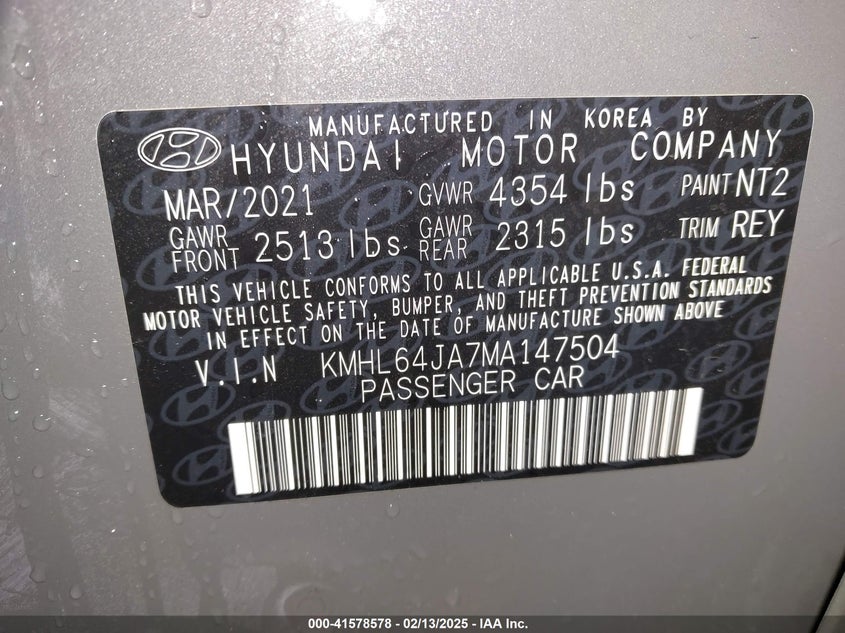 MANUFACTURED IN KOREA BY
HYUNDAI MOTOR COMPANY
MAR/2021 GVWR 4354 lbs PAINT NT2
GAWR FRONT 2513 lbs GAWR REAR 2315 lbs TRIM REY
THIS VEHICLE CONFORMS TO ALL APPLICABLE U.S.A. FEDERAL
MOTOR VEHICLE SAFETY, BUMPER, AND THEFT PREVENTION STANDARDS
IN EFFECT ON THE DATE OF MANUFACTURE SHOWN ABOVE
V.I.N KMHL64JA7MA147504
PASSENGER CAR
000-41578578 - 02/13/2025 - IAA Inc.